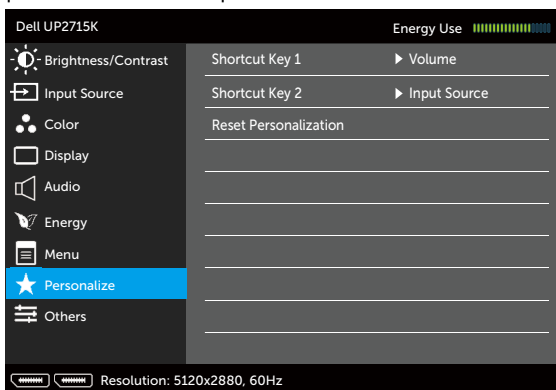 Dell UP2715K
Energy Use
Brightness/Contrast
Shortcut Key 1
Volume
Input Source
Shortcut Key 2
Input Source
Color
Reset Personalization
Display
Audio
Energy
Menu
Personalize
Others
Resolution: 5120x2880, 60Hz